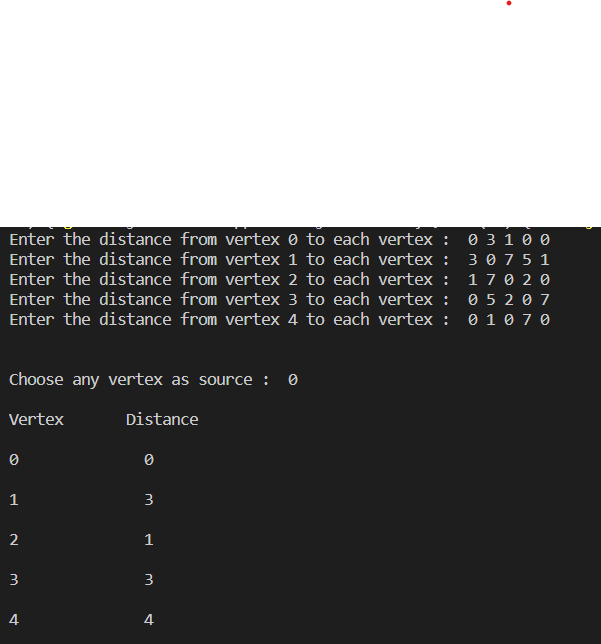 Enter the distance from vertex 0 to each vertex :  0 3 1 0 0
Enter the distance from vertex 1 to each vertex :  3 0 7 5 1
Enter the distance from vertex 2 to each vertex :  1 7 0 2 0
Enter the distance from vertex 3 to each vertex :  0 5 2 0 7
Enter the distance from vertex 4 to each vertex :  0 1 0 7 0
Choose any vertex as source :  0
Vertex       Distance
0              0
1              3
2              1
3              3
4              4